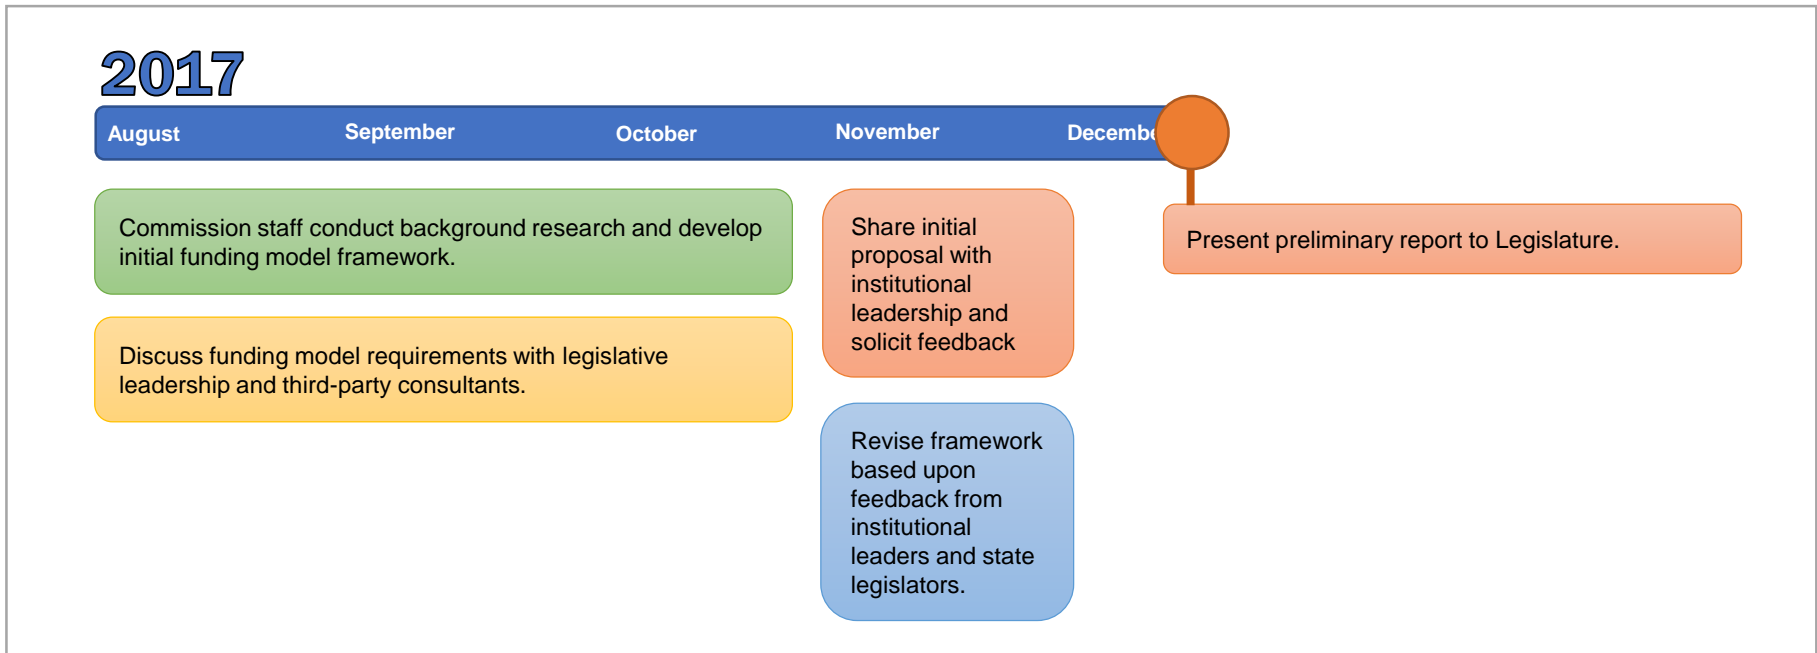 2017
August September October November Decembe
Commission staff conduct background research and develop
initial funding model framework.
Discuss funding model requirements with legislative
leadership and third-party consultants.
Share initial
proposal with
institutional
leadership and
solicit feedback
Revise framework
based upon
feedback from
institutional
leaders and state
legislators.
Present preliminary report to Legislature.